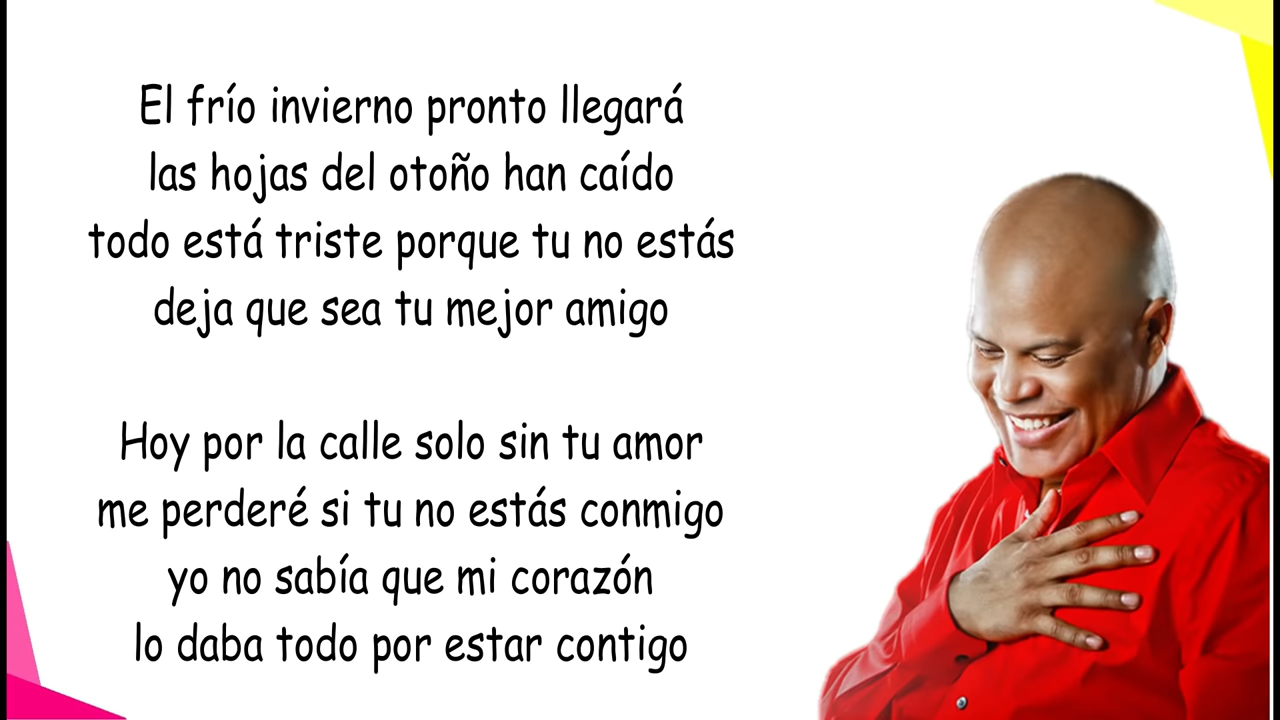 El frío invierno pronto llegará
las hojas del otoño han caído
todo está triste porque tu no estás
deja que sea tu mejor amigo
Hoy por la calle solo sin tu amor
me perderé si tu no estás conmigo
yo no sabía que mi corazón
lo daba todo por estar contigo